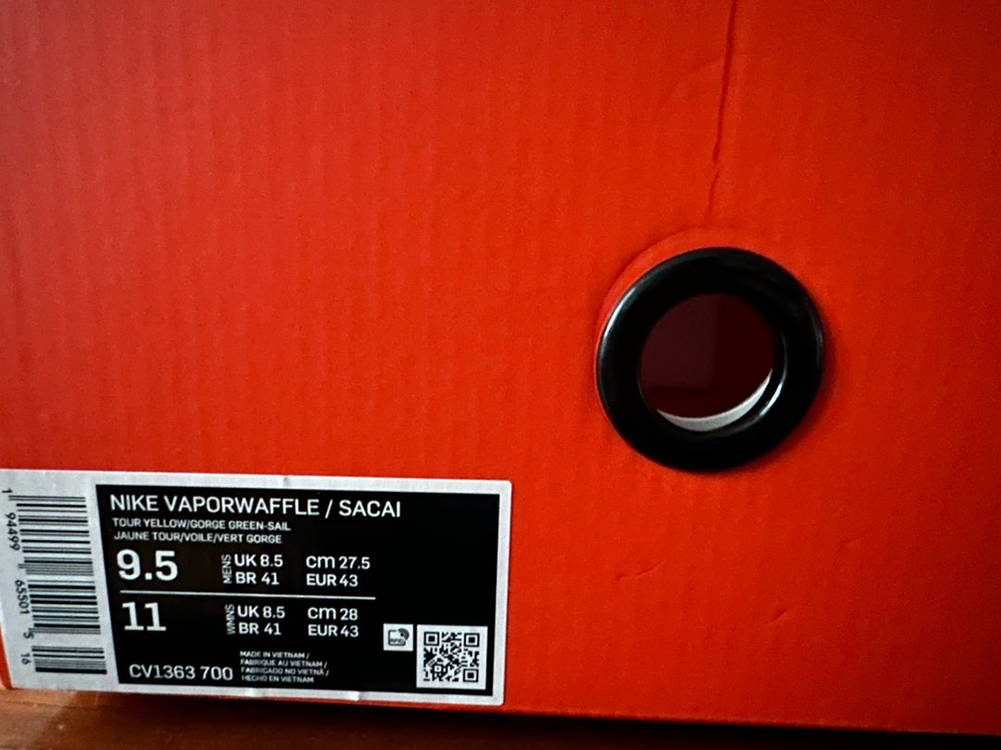 NIKE VAPORWAFFLE / SACAI
TOUR YELLOW/GORGE GREEN-SAIL
JAUNE TOUR/VOILE/VERT GORGE
9.5 MENS UK 8.5 cm 27.5
BR 41 EUR 43
11 WMNS UK 8.5 cm 28
BR 41 EUR 43
CV1363 700
MADE IN VIETNAM /
FABRIQUE AU VIETNAM /
FABRICADO NO VIETNÃ /
HECHO EN VIETNAM
1 94499 65501 5 16